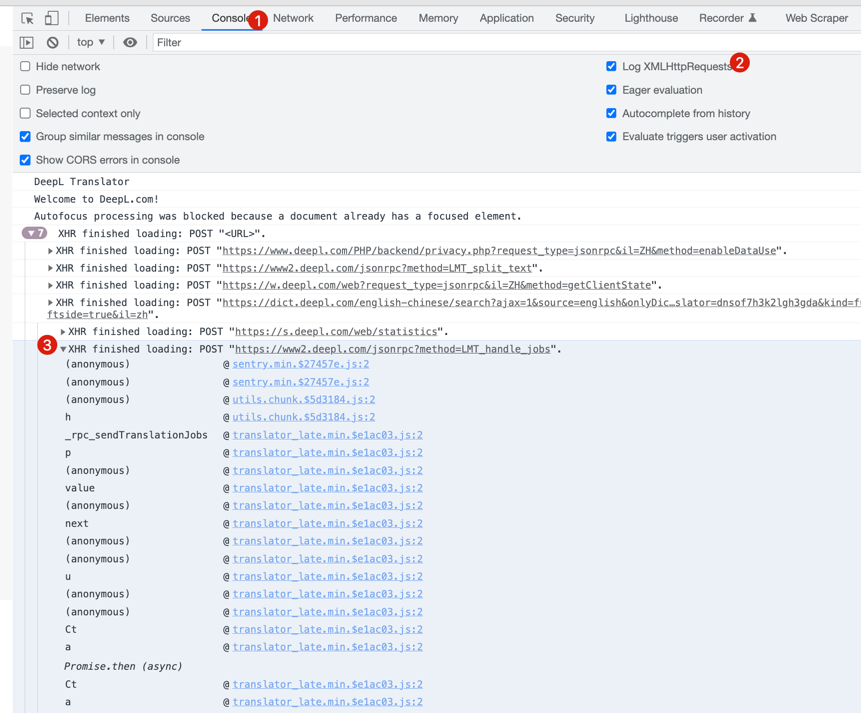 Elements Sources Console 1 Network Performance Memory Application Security Lighthouse Recorder Web Scraper
top ▼ Filter
Hide network Log XMLHttpRequests 2
Preserve log Eager evaluation
Selected context only Autocomplete from history
Group similar messages in console Evaluate triggers user activation
Show CORS errors in console
DeepL Translator
Welcome to DeepL.com!
Autofocus processing was blocked because a document already has a focused element.
▼7 XHR finished loading: POST "<URL>".
▶XHR finished loading: POST "https://www.deepl.com/PHP/backend/privacy.php?request_type=jsonrpc&il=ZH&method=enableDataUse".
▶XHR finished loading: POST "https://www2.deepl.com/jsonrpc?method=LMT_split_text".
▶XHR finished loading: POST "https://w.deepl.com/web?request_type=jsonrpc&il=ZH&method=getClientState".
▶XHR finished loading: POST "https://dict.deepl.com/english-chinese/search?ajax=1&source=english&onlyDic…slator=dnsof7h3k2lgh3gda&kind=f
ftside=true&il=zh".
▶XHR finished loading: POST "https://s.deepl.com/web/statistics".
3 ▼XHR finished loading: POST "https://www2.deepl.com/jsonrpc?method=LMT_handle_jobs".
(anonymous) @ sentry.min.$27457e.js:2
(anonymous) @ sentry.min.$27457e.js:2
(anonymous) @ utils.chunk.$5d3184.js:2
h @ utils.chunk.$5d3184.js:2
_rpc_sendTranslationJobs @ translator_late.min.$e1ac03.js:2
p @ translator_late.min.$e1ac03.js:2
(anonymous) @ translator_late.min.$e1ac03.js:2
value @ translator_late.min.$e1ac03.js:2
(anonymous) @ translator_late.min.$e1ac03.js:2
next @ translator_late.min.$e1ac03.js:2
(anonymous) @ translator_late.min.$e1ac03.js:2
(anonymous) @ translator_late.min.$e1ac03.js:2
u @ translator_late.min.$e1ac03.js:2
(anonymous) @ translator_late.min.$e1ac03.js:2
(anonymous) @ translator_late.min.$e1ac03.js:2
Ct @ translator_late.min.$e1ac03.js:2
a @ translator_late.min.$e1ac03.js:2
Promise.then (async)
Ct @ translator_late.min.$e1ac03.js:2
a @ translator_late.min.$e1ac03.js:2